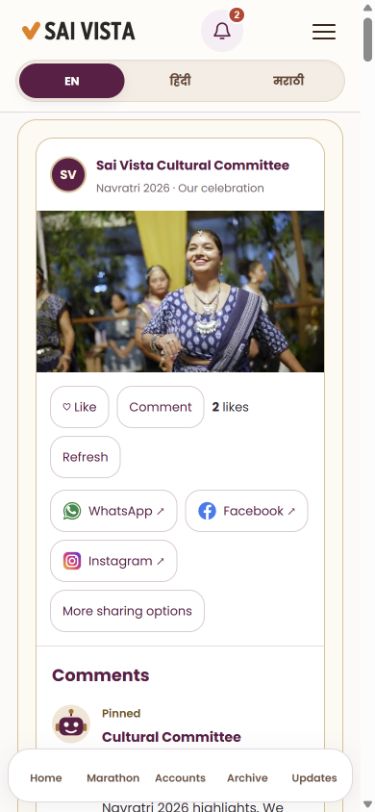 SAI VISTA
2
EN
हिंदी
मराठी
SV
Sai Vista Cultural Committee
Navratri 2026 · Our celebration
♡ Like
Comment
2 likes
Refresh
WhatsApp ↗
Facebook ↗
Instagram ↗
More sharing options
Comments
Pinned
Cultural Committee
Home
Marathon
Accounts
Archive
Updates
Navratri 2026 highlights. We